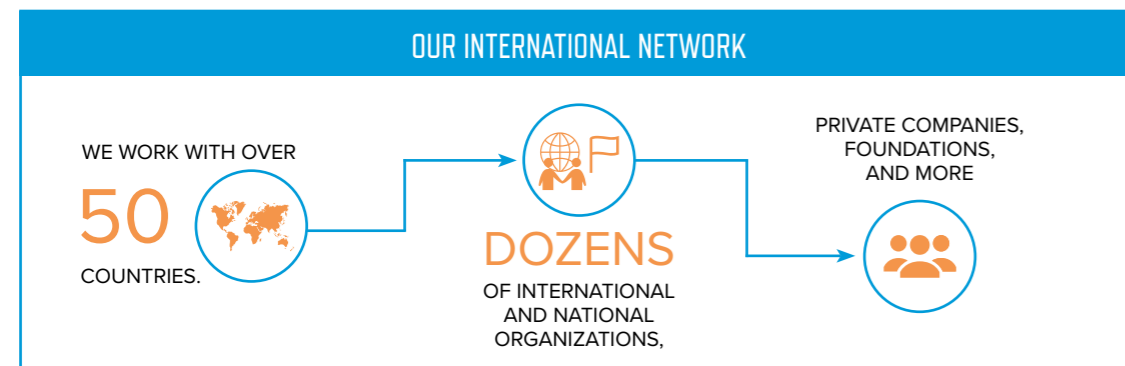 OUR INTERNATIONAL NETWORK
WE WORK WITH OVER
50
COUNTRIES.
DOZENS
OF INTERNATIONAL
AND NATIONAL
ORGANIZATIONS,
PRIVATE COMPANIES,
FOUNDATIONS,
AND MORE